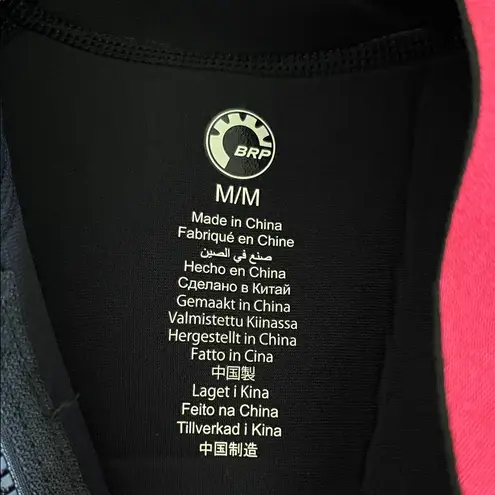 BRP
M/M
Made in China
Fabriqué en Chine
صنع في الصين
Hecho en China
Сделано в Китай
Gemaakt in China
Valmistettu Kiinassa
Hergestellt in China
Fatto in Cina
中国製
Laget i Kina
Feito na China
Tillverkad i Kina
中国制造